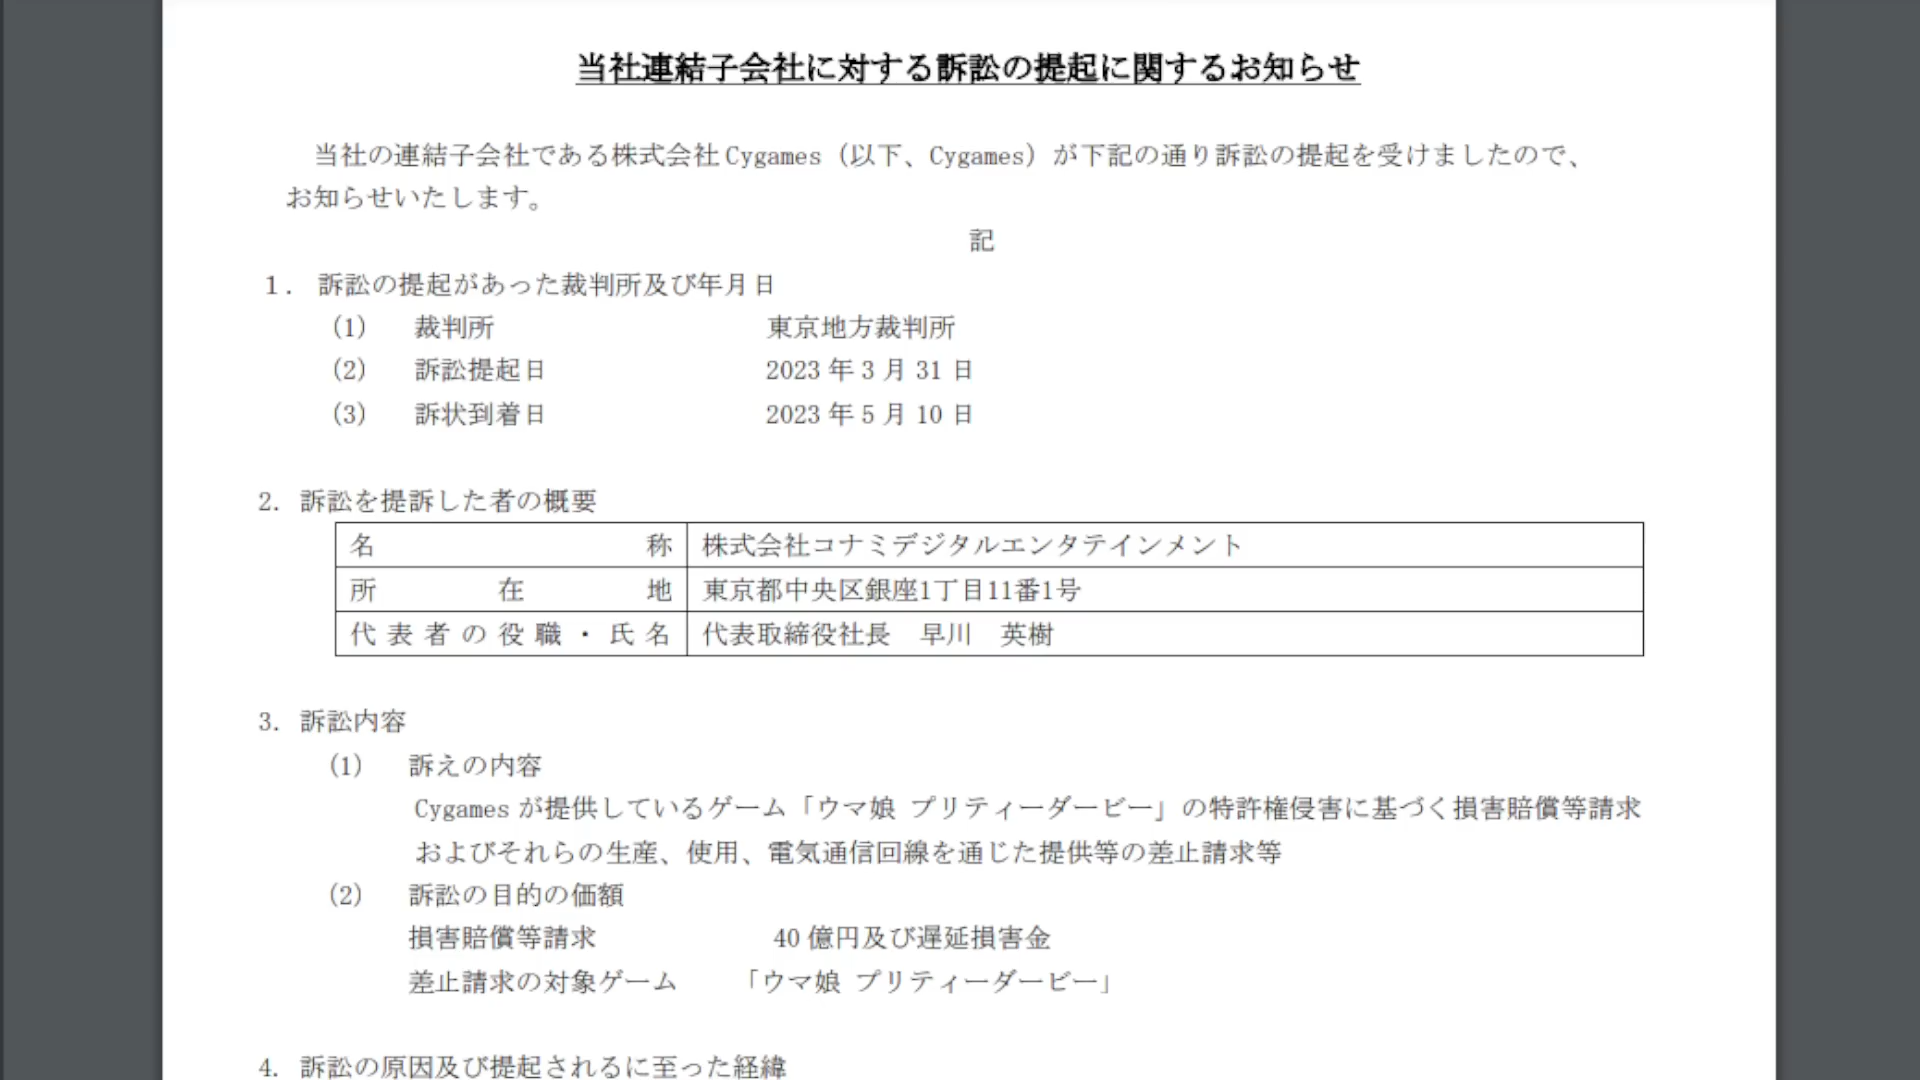 当社連結子会社に対する訴訟の提起に関するお知らせ
当社の連結子会社である株式会社Cygames（以下、Cygames）が下記の通り訴訟の提起を受けましたので、
お知らせいたします。
記
1. 訴訟の提起があった裁判所及び年月日
(1) 裁判所 東京地方裁判所
(2) 訴訟提起日 2023 年 3 月 31 日
(3) 訴状到着日 2023 年 5 月 10 日
2. 訴訟を提訴した者の概要
名称 株式会社コナミデジタルエンタテインメント
所在地 東京都中央区銀座1丁目11番1号
代表者の役職・氏名 代表取締役社長 早川 英樹
3. 訴訟内容
(1) 訴えの内容
Cygames が提供しているゲーム「ウマ娘 プリティーダービー」の特許権侵害に基づく損害賠償等請求
およびそれらの生産、使用、電気通信回線を通じた提供等の差止請求等
(2) 訴訟の目的の価額
損害賠償等請求 40 億円及び遅延損害金
差止請求の対象ゲーム 「ウマ娘 プリティーダービー」
4. 訴訟の原因及び提起されるに至った経緯